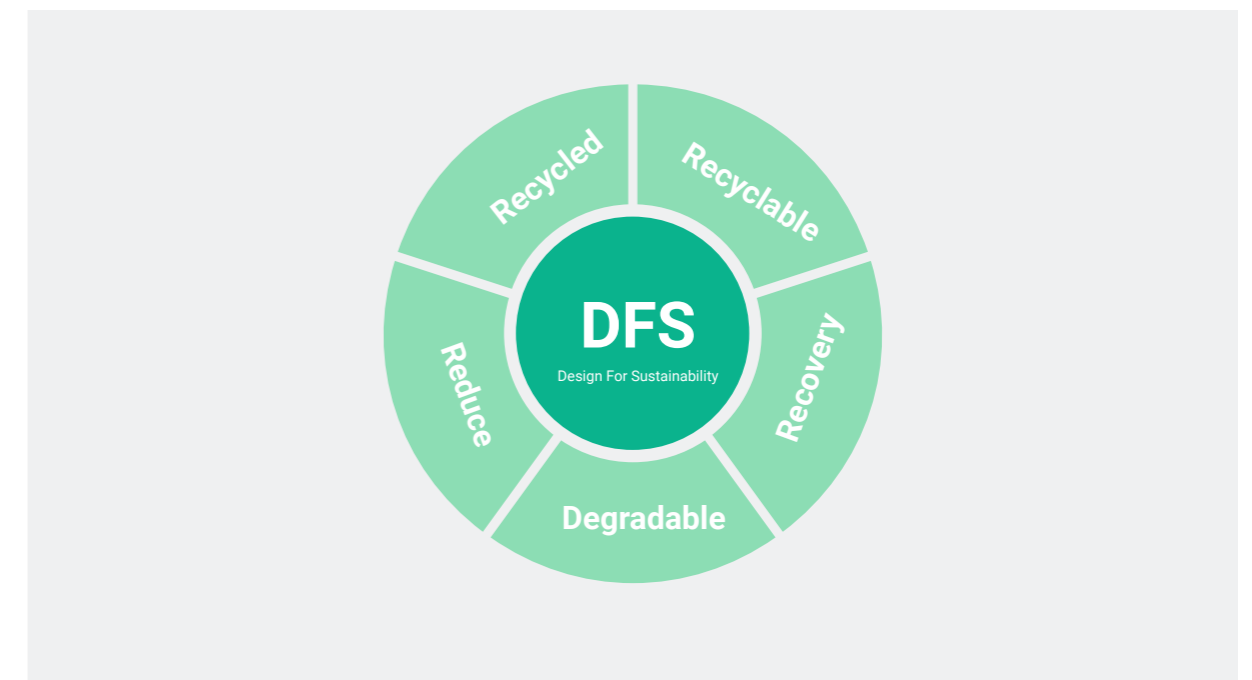 Recycled
Recyclable
Reduce
DFS
Design For Sustainability
Recovery
Degradable